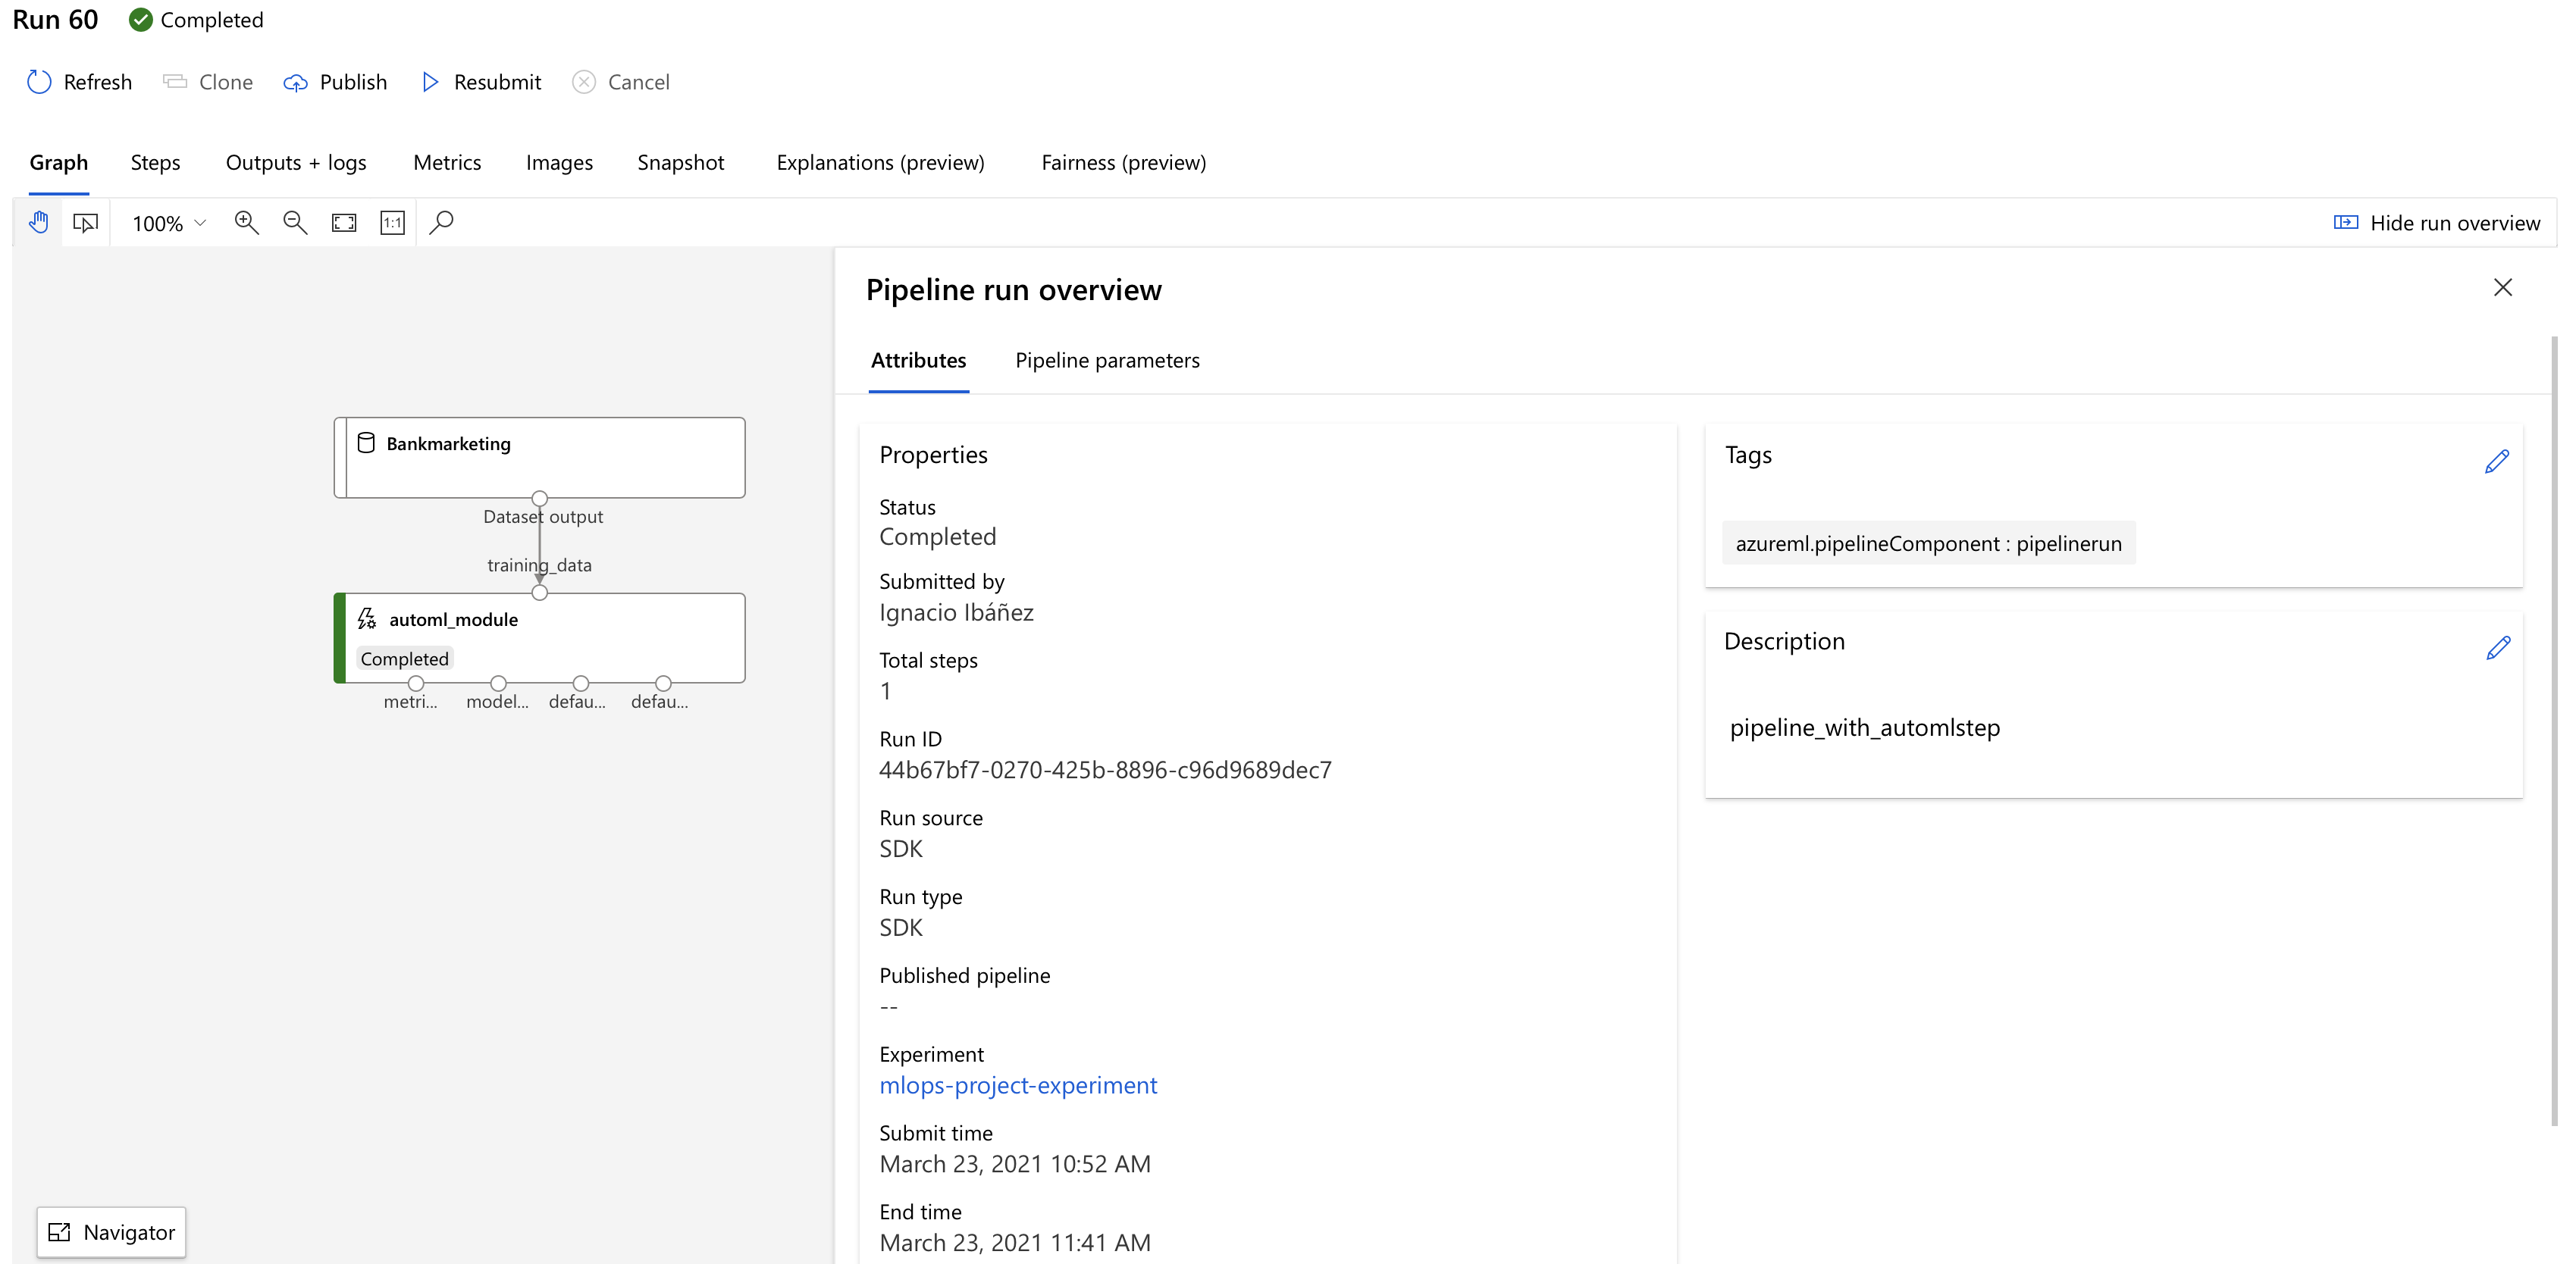 Run 60 Completed
Refresh Clone Publish Resubmit Cancel
Graph Steps Outputs + logs Metrics Images Snapshot Explanations (preview) Fairness (preview)
100% 1:1 Hide run overview
Bankmarketing
Dataset output
training_data
automl_module
Completed
metri... model... defau... defau...
Navigator
Pipeline run overview
Attributes Pipeline parameters
Properties
Status
Completed
Submitted by
Ignacio Ibáñez
Total steps
1
Run ID
44b67bf7-0270-425b-8896-c96d9689dec7
Run source
SDK
Run type
SDK
Published pipeline
--
Experiment
mlops-project-experiment
Submit time
March 23, 2021 10:52 AM
End time
March 23, 2021 11:41 AM
Tags
azureml.pipelineComponent : pipelinerun
Description
pipeline_with_automlstep